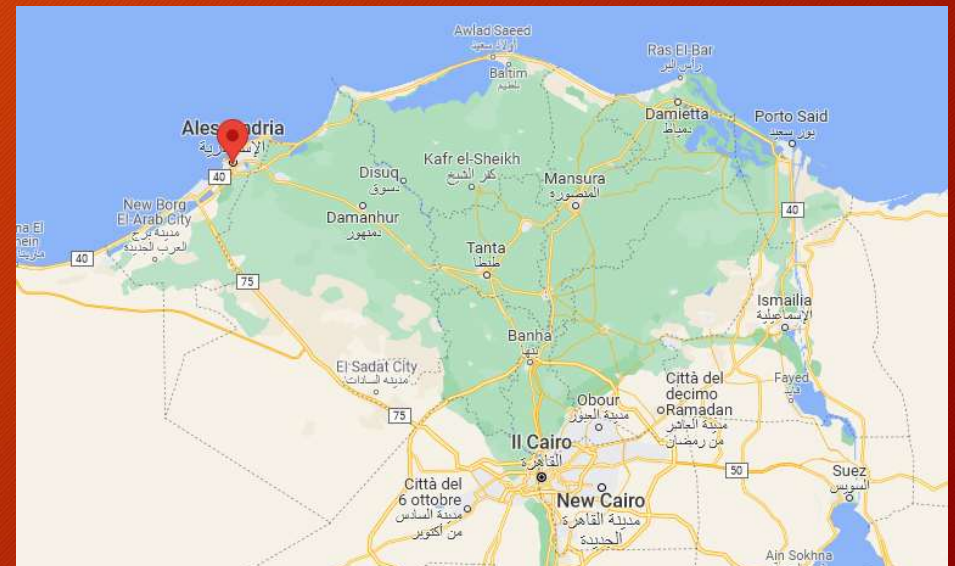 Awlad Saeed
أولاد سعيد
Baltim
بلطيم
Ras El-Bar
رأس البر
Damietta
دمياط
Porto Said
بور سعيد
40
Disuq
دسوق
Kafr el-Sheikh
كفر الشيخ
Mansura
المنصورة
New Borg
El Arab City
مدينة برج
العرب الجديدة
Damanhur
دمنهور
40
40
75
Tanta
طنطا
Ismailia
الإسماعيلية
Banha
بنها
El Sadat City
مدينه السادات
75
Obour
مدينة العبور
Città del
decimo
Ramadan
مدينة العاشر
من رمضان
Fayed
فايد
Il Cairo
القاهرة
50
Suez
السويس
Città del
6 ottobre
مدينة السادس
من أكتوبر
New Cairo
مدينة القاهرة
الجديدة
Ain Sokhna